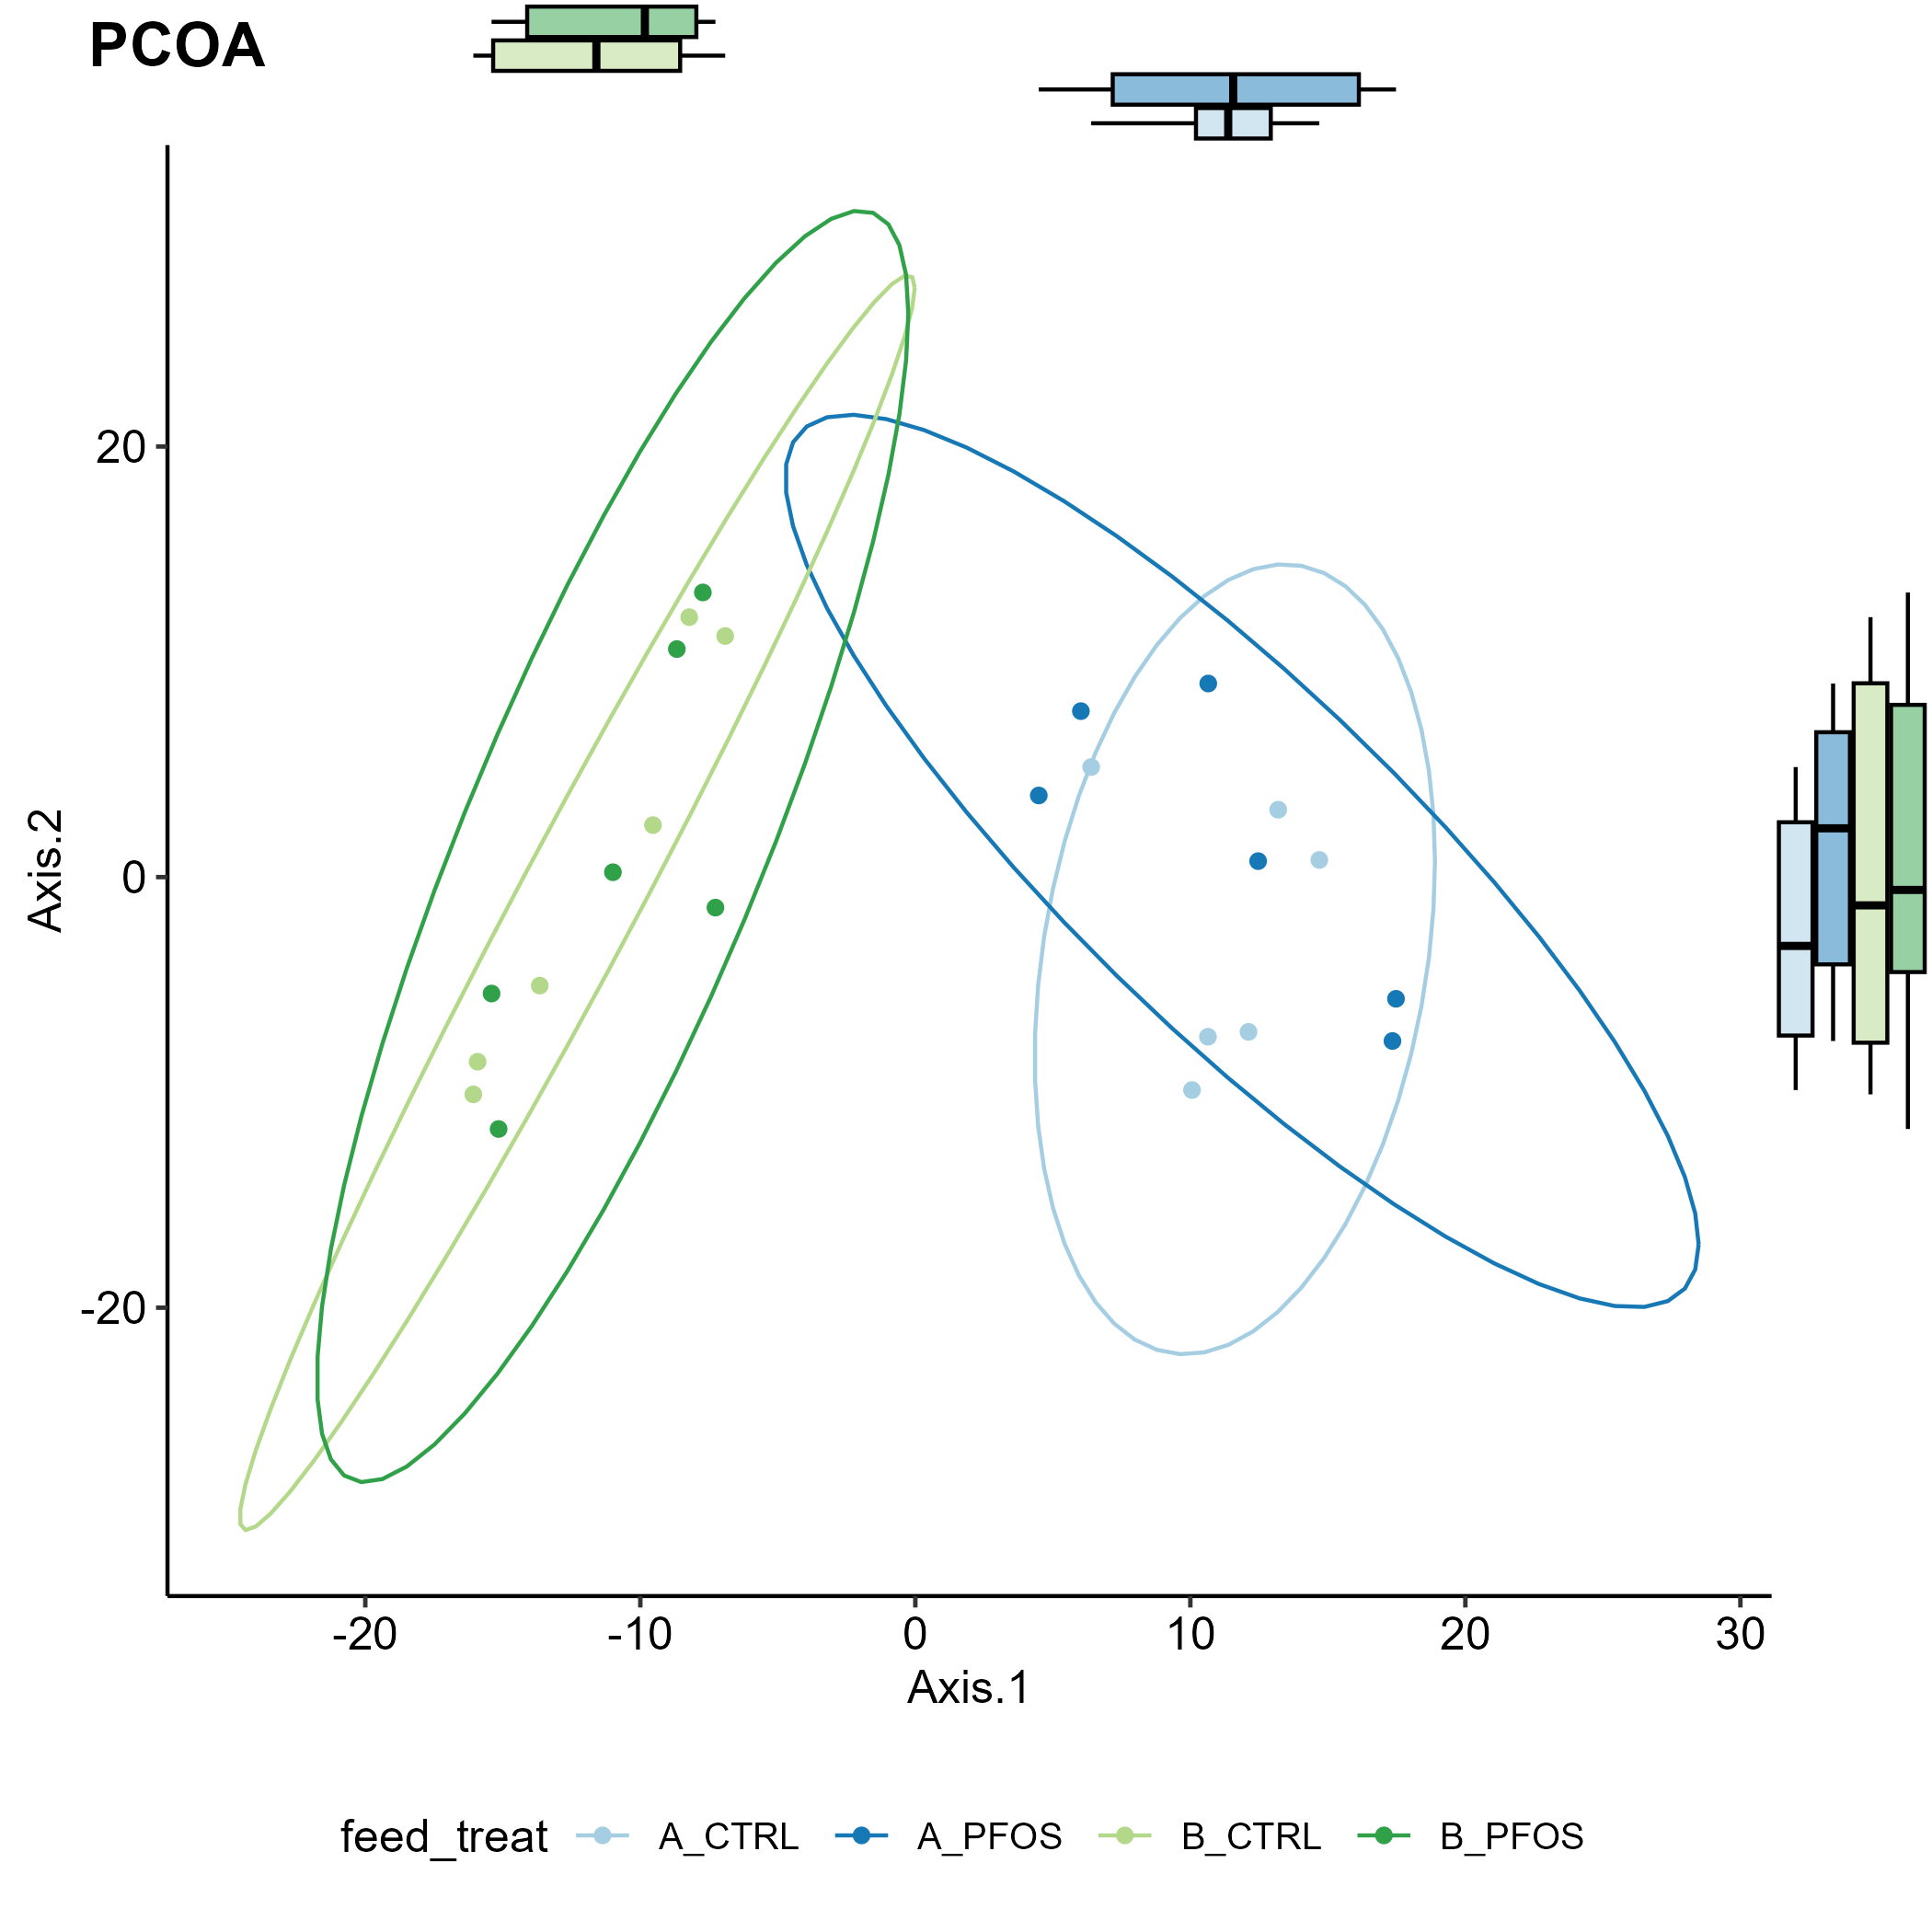 PCOA
20
0
-20
Axis.2
-20 -10 0 10 20 30
Axis.1
feed_treat A_CTRL A_PFOS B_CTRL B_PFOS